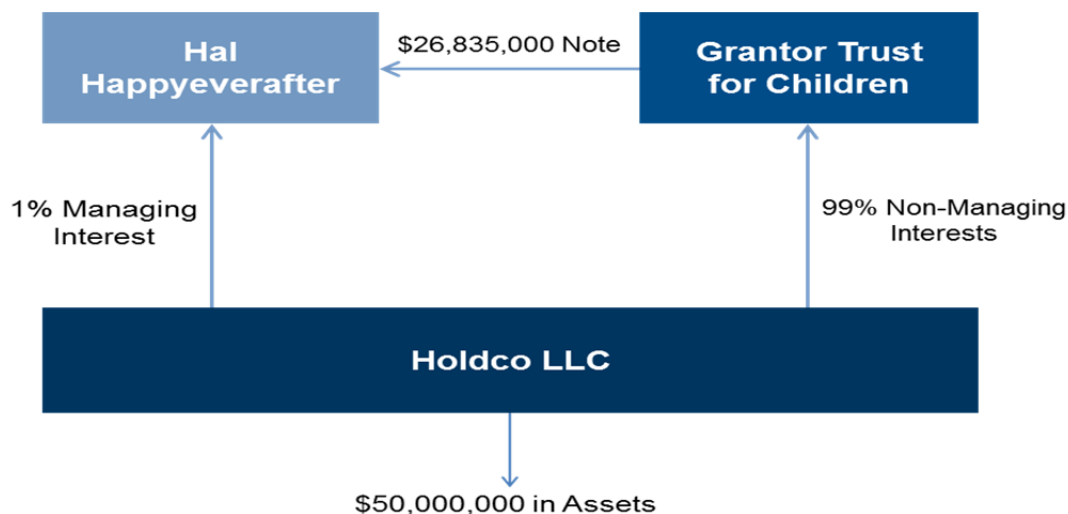 Hal
Happyeverafter
$26,835,000 Note
Grantor Trust
for Children
1% Managing
Interest
99% Non-Managing
Interests
Holdco LLC
$50,000,000 in Assets